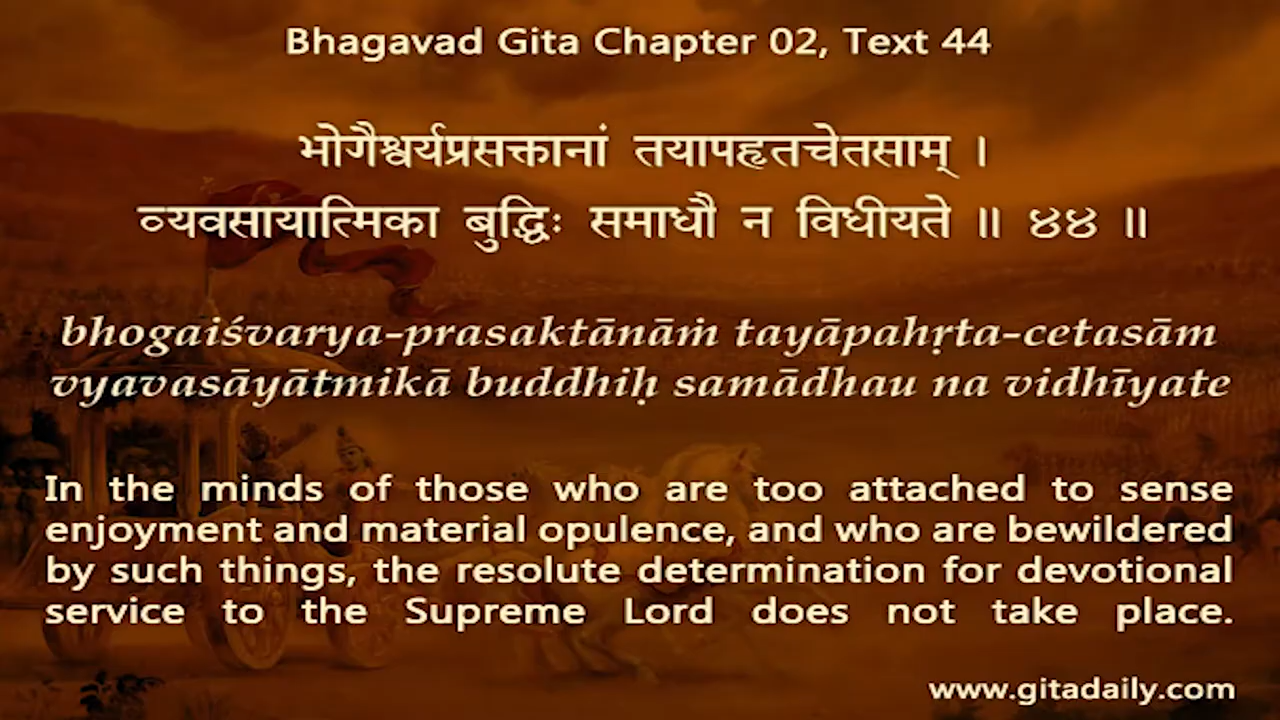 Bhagavad Gita Chapter 02, Text 44
भोगैश्वर्यप्रसक्तानां तयापहृतचेतसाम् ।
व्यवसायात्मिका बुद्धिः समाधौ न विधीयते ॥ ४४ ॥
bhogaiśvarya-prasaktānāṁ tayāpahṛta-cetasām
vyavasāyātmikā buddhiḥ samādhau na vidhīyate
In the minds of those who are too attached to sense
enjoyment and material opulence, and who are bewildered
by such things, the resolute determination for devotional
service to the Supreme Lord does not take place.
www.gitadaily.com